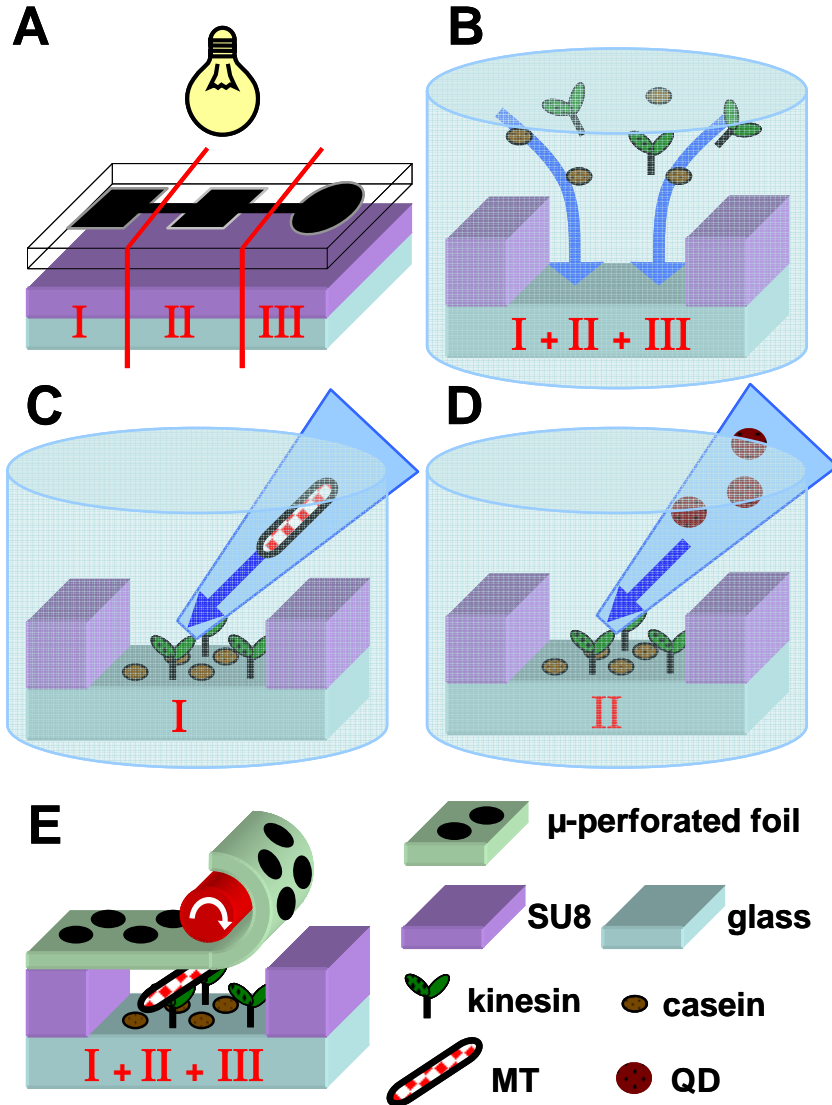 A
I II III
B
I + II + III
C
I
D
II
E
I + II + III
μ-perforated foil
SU8
glass
kinesin
casein
MT
QD